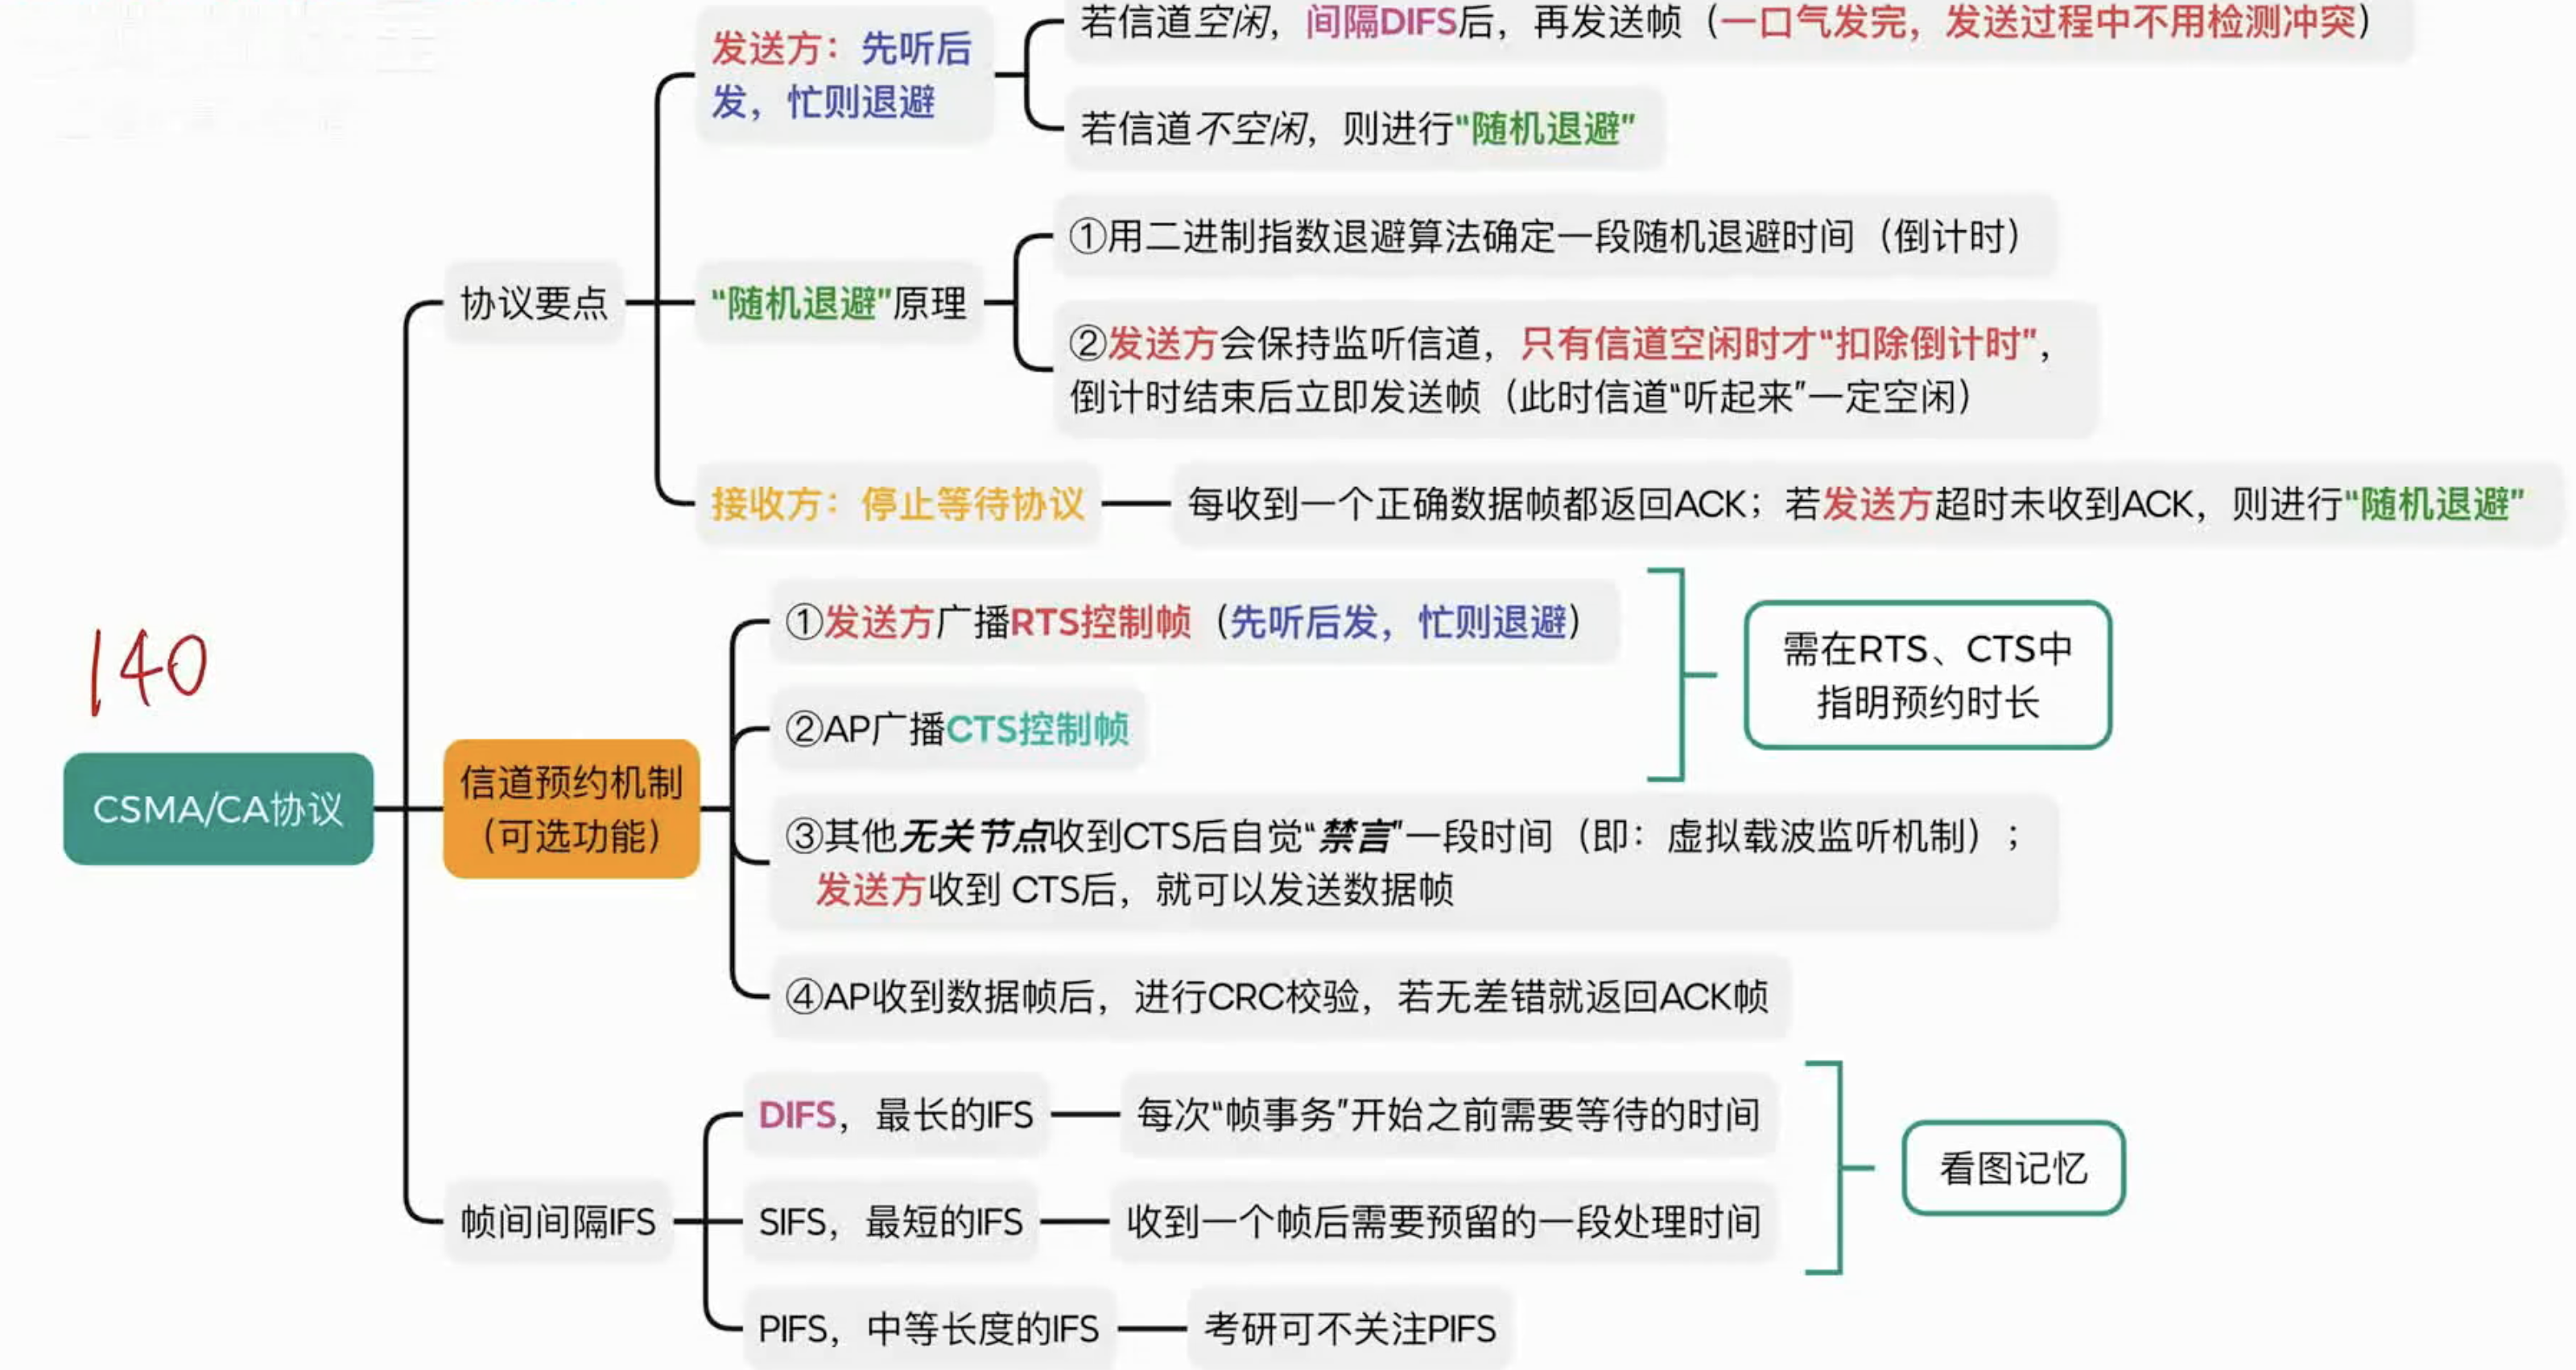 发送方：先听后
发，忙则退避
若信道空闲，间隔DIFS后，再发送帧（一口气发完，发送过程中不用检测冲突）
若信道不空闲，则进行“随机退避”
协议要点
“随机退避”原理
①用二进制指数退避算法确定一段随机退避时间（倒计时）
②发送方会保持监听信道，只有信道空闲时才“扣除倒计时”，
倒计时结束后立即发送帧（此时信道“听起来”一定空闲）
接收方：停止等待协议
每收到一个正确数据帧都返回ACK；若发送方超时未收到ACK，则进行“随机退避”
140
CSMA/CA协议
信道预约机制
（可选功能）
①发送方广播RTS控制帧（先听后发，忙则退避）
②AP广播CTS控制帧
需在RTS、CTS中
指明预约时长
③其他无关节点收到CTS后自觉“禁言”一段时间（即：虚拟载波监听机制）；
发送方收到 CTS后，就可以发送数据帧
④AP收到数据帧后，进行CRC校验，若无差错就返回ACK帧
帧间间隔IFS
DIFS，最长的IFS
每次“帧事务”开始之前需要等待的时间
SIFS，最短的IFS
收到一个帧后需要预留的一段处理时间
看图记忆
PIFS，中等长度的IFS
考研可不关注PIFS